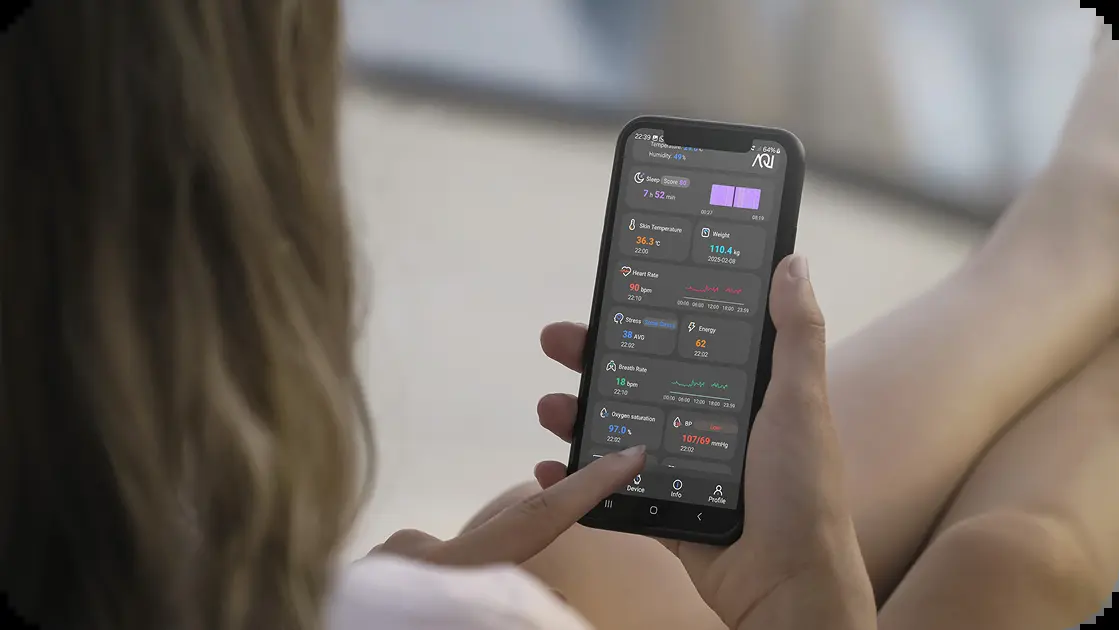 22:39 64%
Temperature:
Humidity: 49%
AQI
Sleep Score 80
7 h 52 min
00:27 08:19
Skin Temperature
36.3 °C
22:00
Weight
110.4 kg
2025-02-08
Heart Rate
90 bpm
22:10
00:00 06:00 12:00 18:00 23:59
Stress
38 AVG
22:02
Energy
62
22:02
Breath Rate
18 bpm
22:10
00:00 06:00 12:00 18:00 23:59
Oxygen saturation
97.0 %
22:02
BP
107/69 mmHg
22:02
Device Info Profile